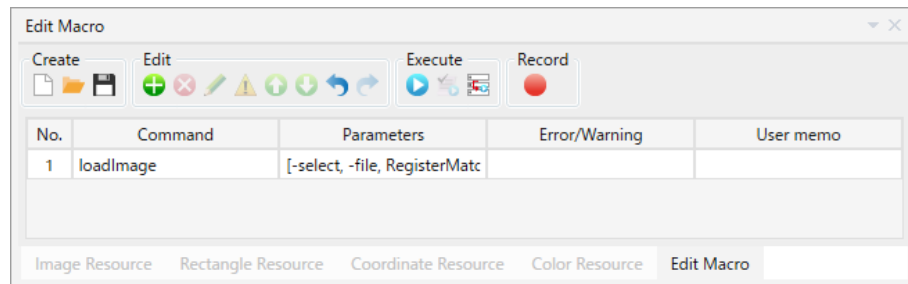 Edit Macro
Create Edit Execute Record
No. Command Parameters Error/Warning User memo
1 loadImage [-select, -file, RegisterMatc
Image Resource Rectangle Resource Coordinate Resource Color Resource Edit Macro